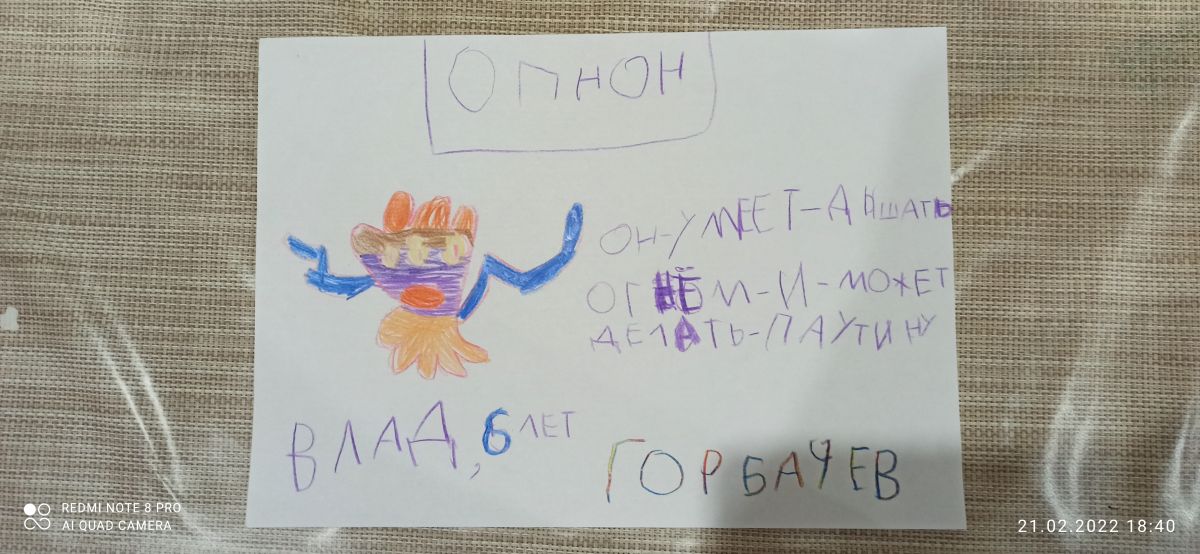 ОПНОН
ОН-УМЕЕТ-ДЫШАТЬ
ОГНЁМ-И-МОЖЕТ
ДЕЛАТЬ-ПАУТИНУ
ВЛАД, 6 ЛЕТ
ГОРБАЧЕВ
REDMI NOTE 8 PRO
AI QUAD CAMERA
21.02.2022 18:40